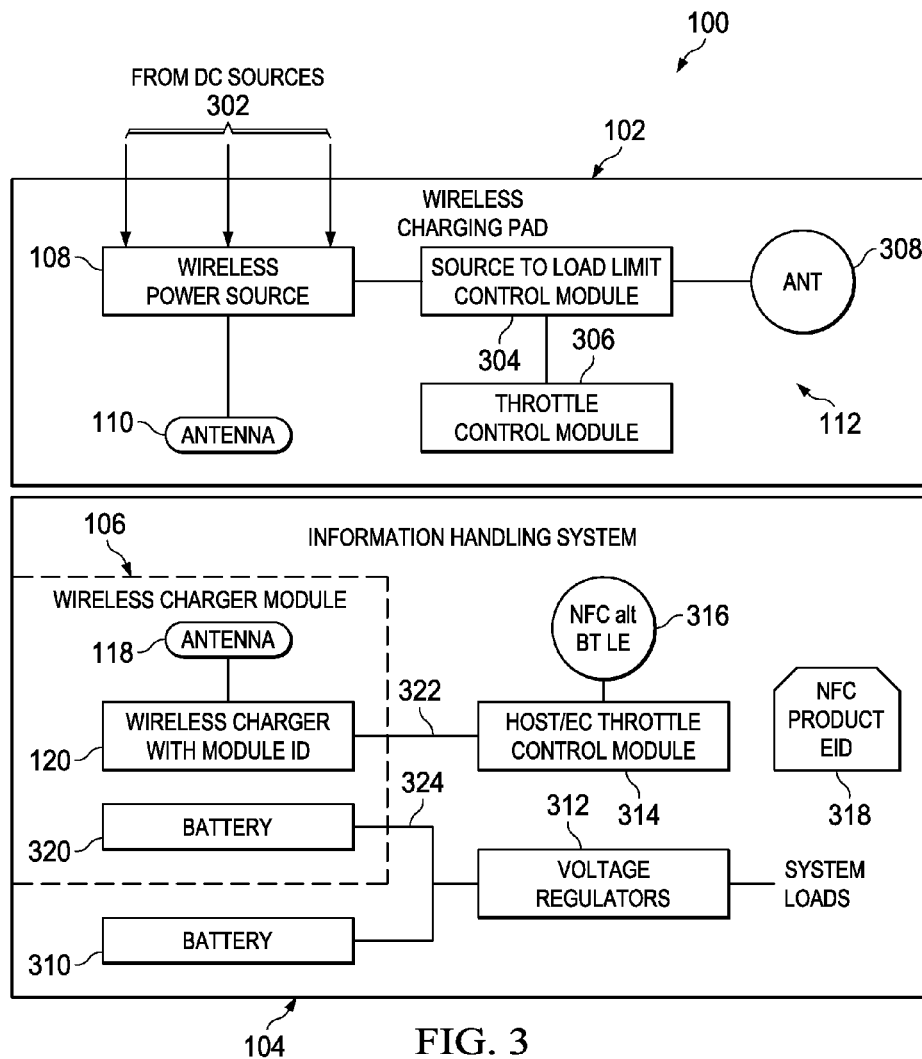 100
FROM DC SOURCES
302
102
WIRELESS
CHARGING PAD
108
WIRELESS
POWER SOURCE
SOURCE TO LOAD LIMIT
CONTROL MODULE
ANT
308
304
306
110
ANTENNA
THROTTLE
CONTROL MODULE
112
106
INFORMATION HANDLING SYSTEM
WIRELESS CHARGER MODULE
118
ANTENNA
NFC alt
BT LE
316
322
120
WIRELESS CHARGER
WITH MODULE ID
HOST/EC THROTTLE
CONTROL MODULE
NFC
PRODUCT
EID
324
312
314
318
320
BATTERY
VOLTAGE
REGULATORS
SYSTEM
LOADS
310
BATTERY
104
FIG. 3